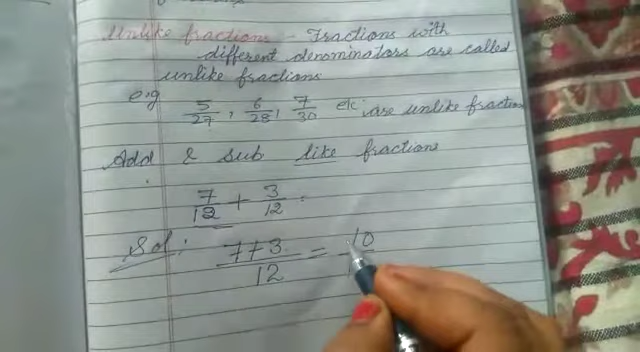 Unlike fractions - Fractions with
different denominators are called
unlike fractions
e.g 5/27, 6/28, 7/30 etc are unlike fraction
Add & sub like fractions
7/12 + 3/12 =
Sol: 7+3/12 = 10